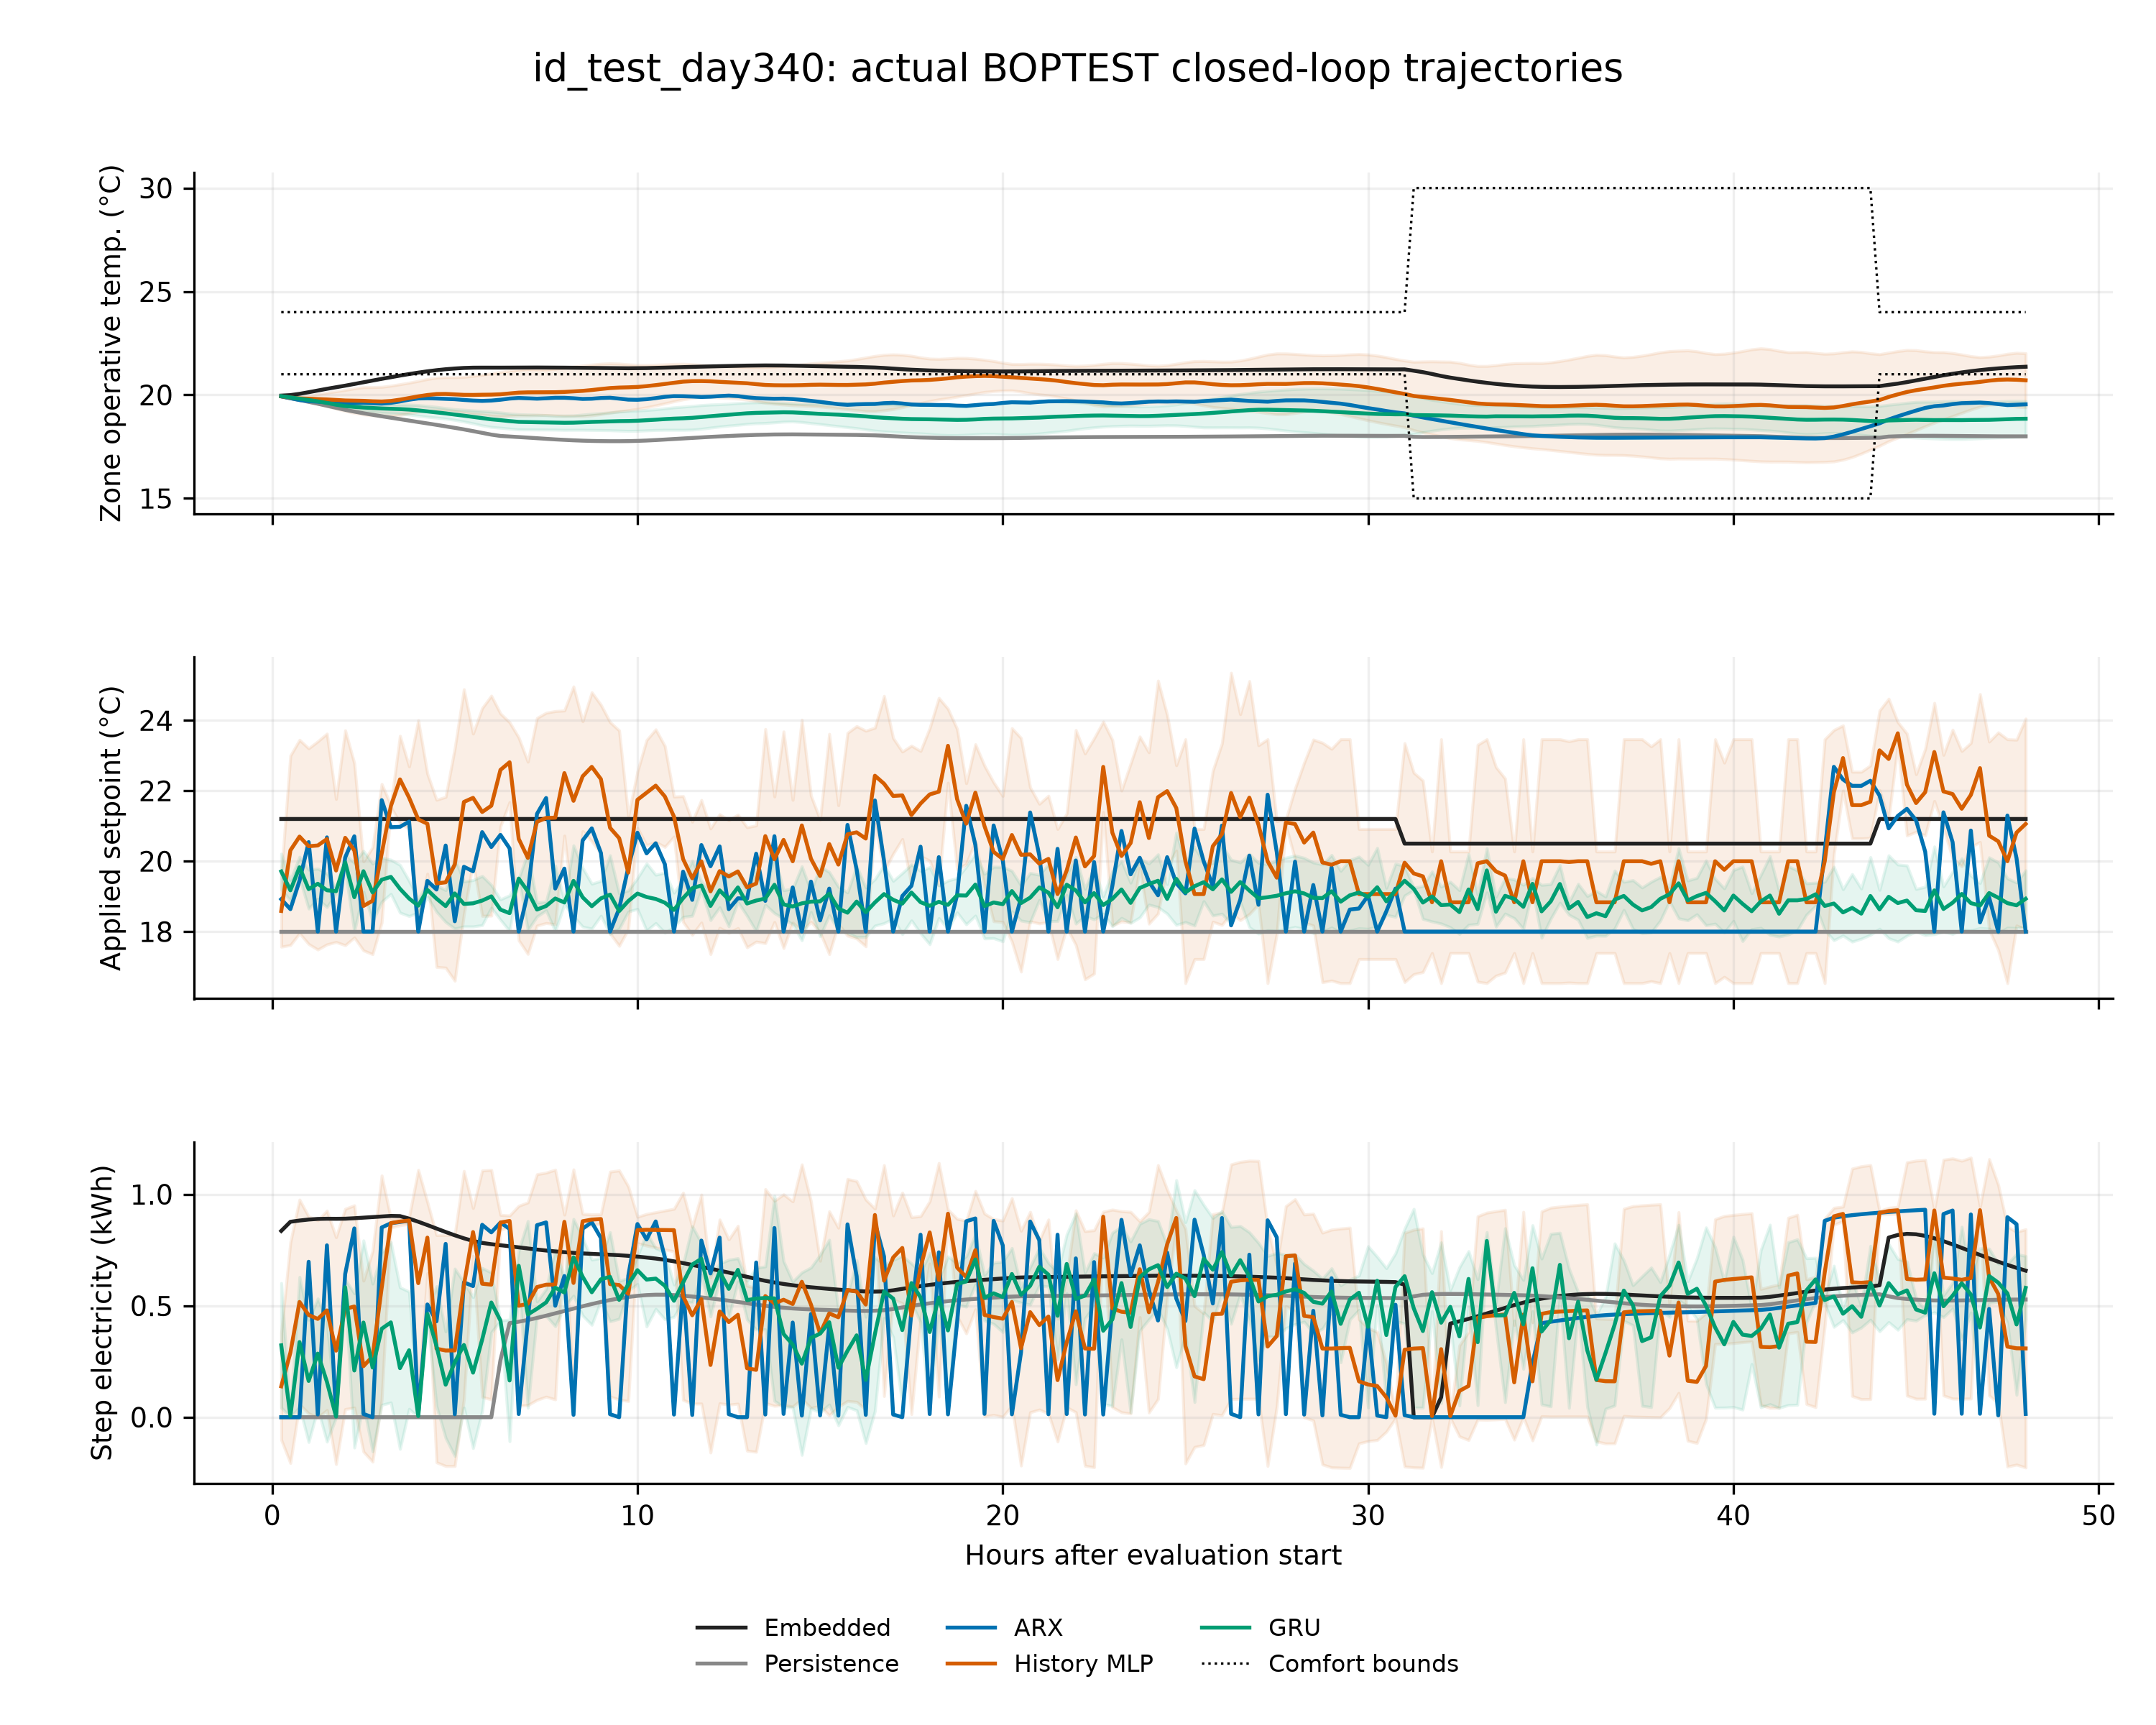 id_test_day340: actual BOPTEST closed-loop trajectories
Zone operative temp. (°C)
30
25
20
15
Applied setpoint (°C)
24
22
20
18
Step electricity (kWh)
1.0
0.5
0.0
0 10 20 30 40 50
Hours after evaluation start
Embedded ARX GRU
Persistence History MLP Comfort bounds